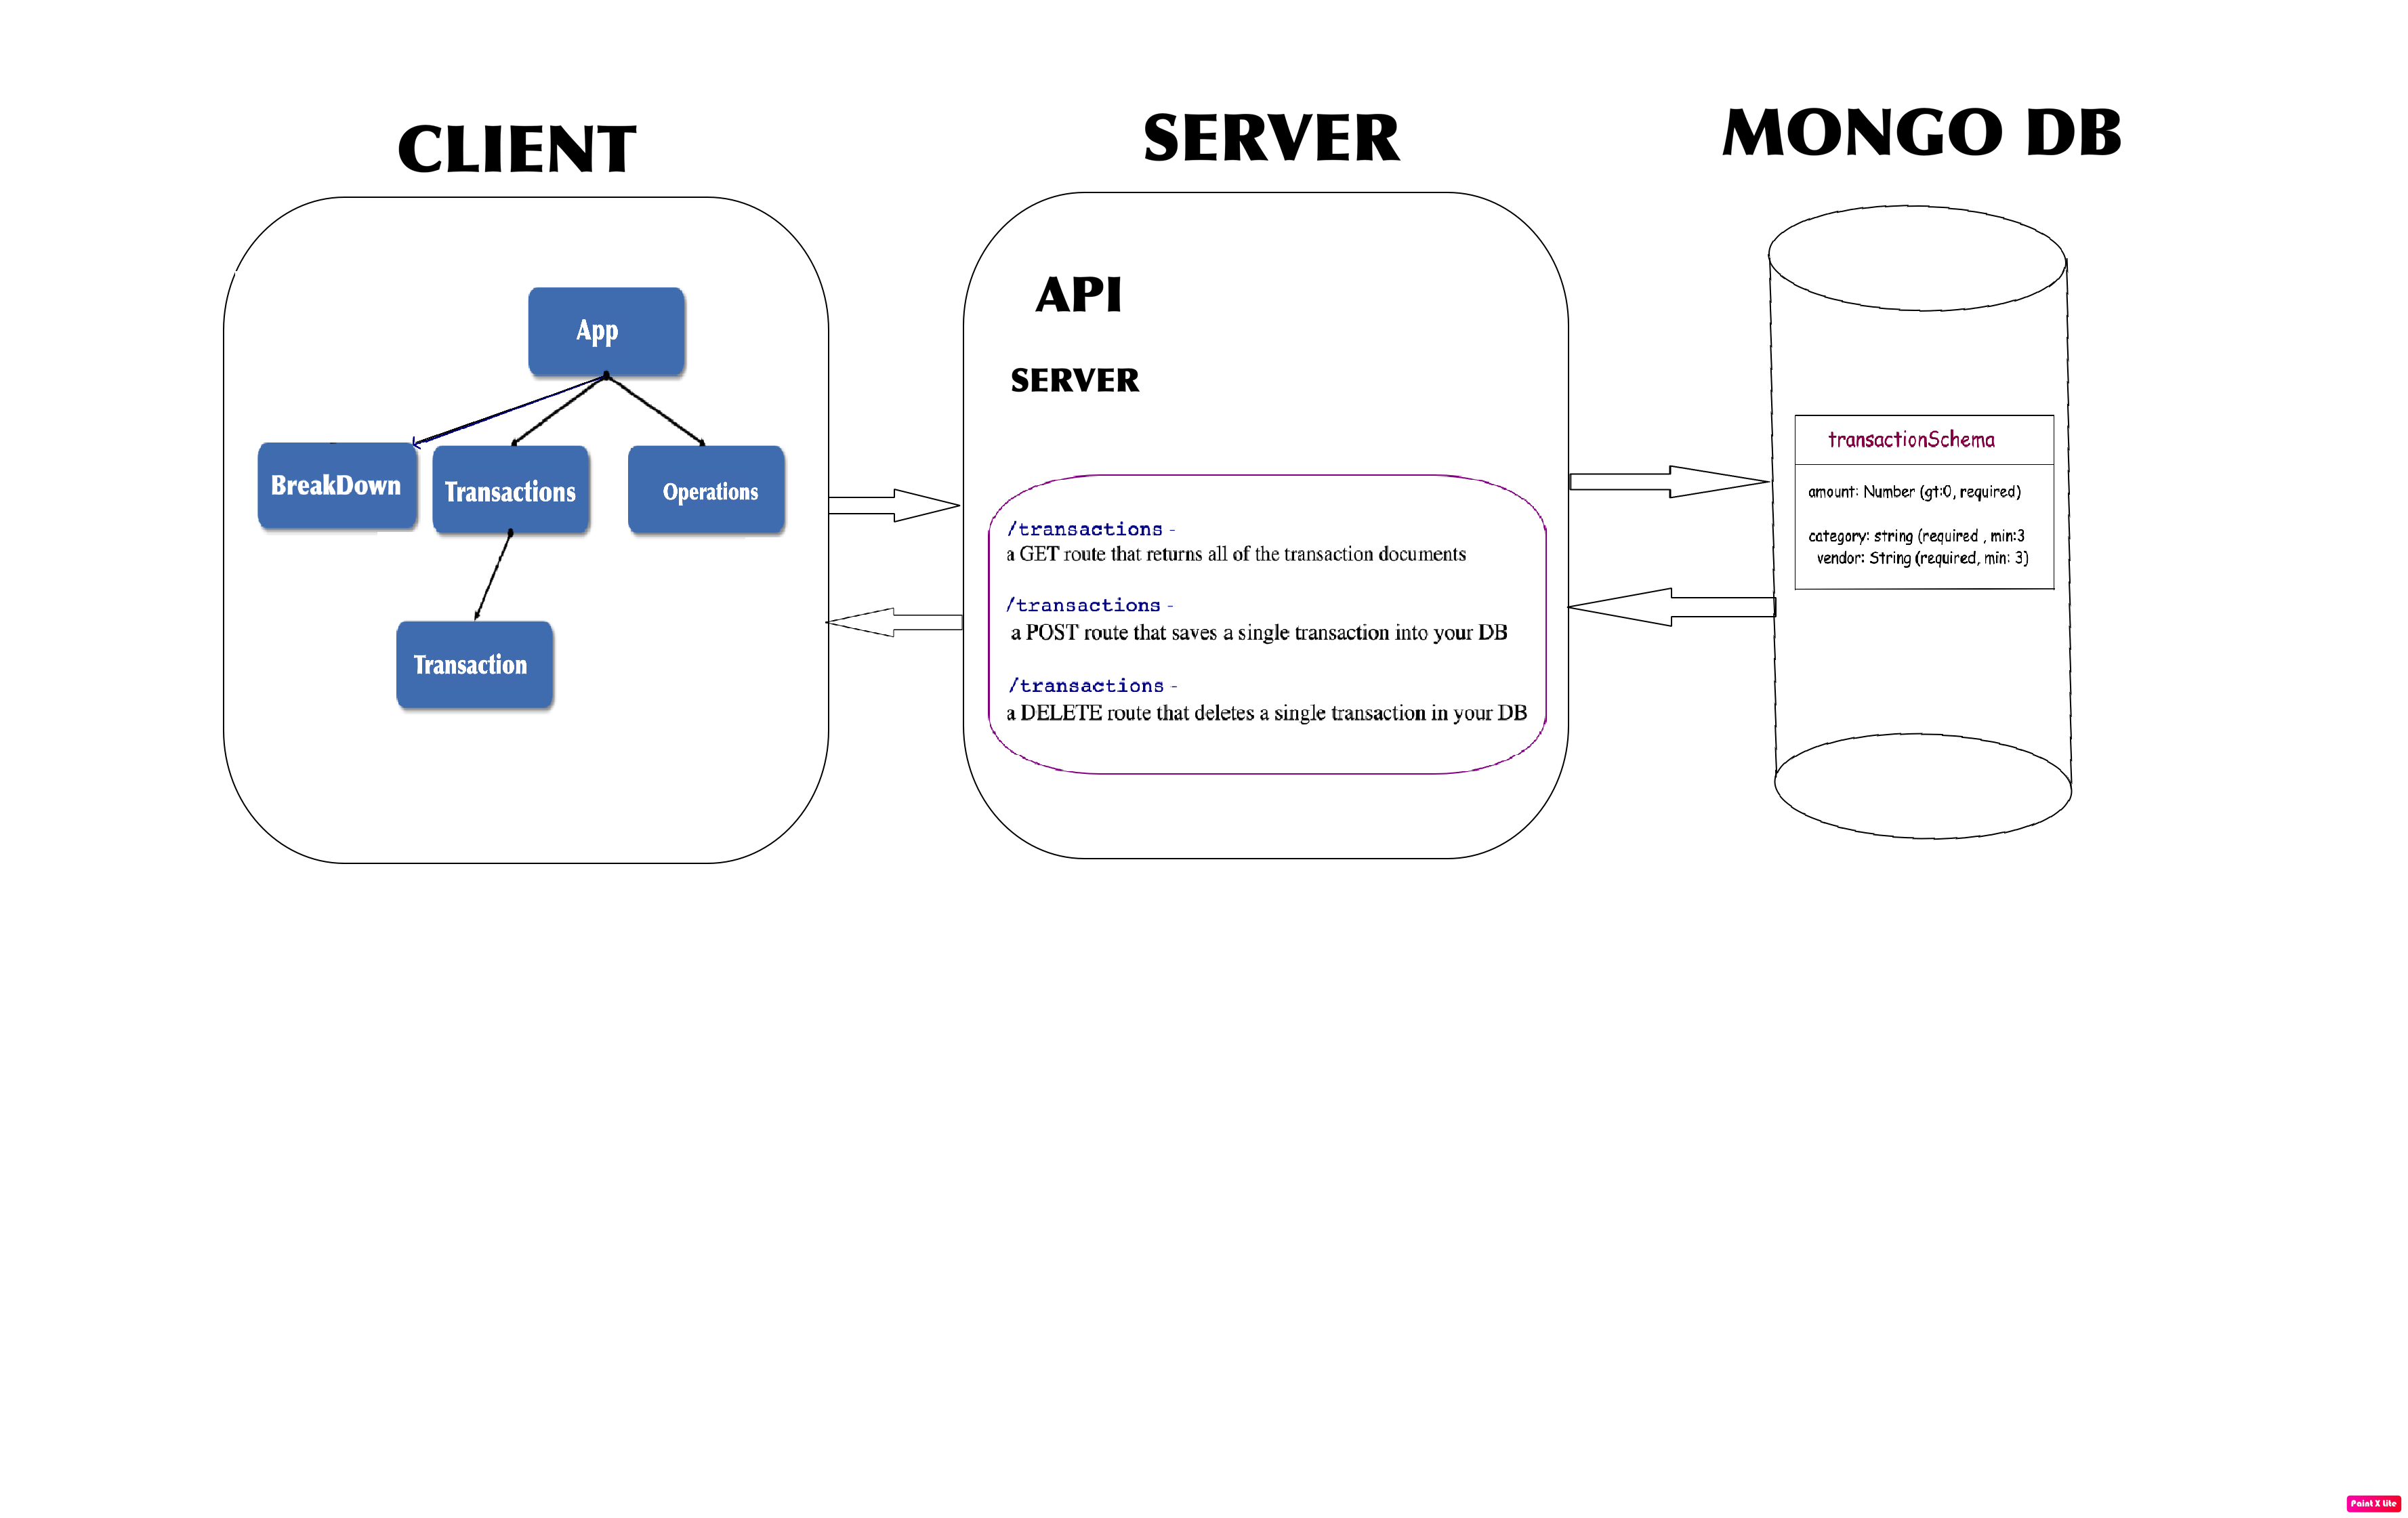 CLIENT
SERVER
MONGO DB
App
BreakDown
Transactions
Operations
Transaction
API
SERVER
/transactions -
a GET route that returns all of the transaction documents
/transactions -
a POST route that saves a single transaction into your DB
/transactions -
a DELETE route that deletes a single transaction in your DB
transactionSchema
amount: Number (gt:0, required)
category: string (required , min:3
vendor: String (required, min: 3)
Paint X Lite